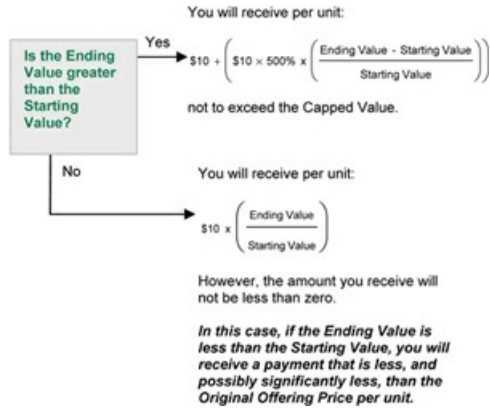 You will receive per unit:
Is the Ending
Value greater
than the
Starting
Value?
Yes
$10 + ( $10 × 500% x ( Ending Value - Starting Value
Starting Value ))
not to exceed the Capped Value.
No
You will receive per unit:
$10 x ( Ending Value
Starting Value )
However, the amount you receive will
not be less than zero.
In this case, if the Ending Value is
less than the Starting Value, you will
receive a payment that is less, and
possibly significantly less, than the
Original Offering Price per unit.